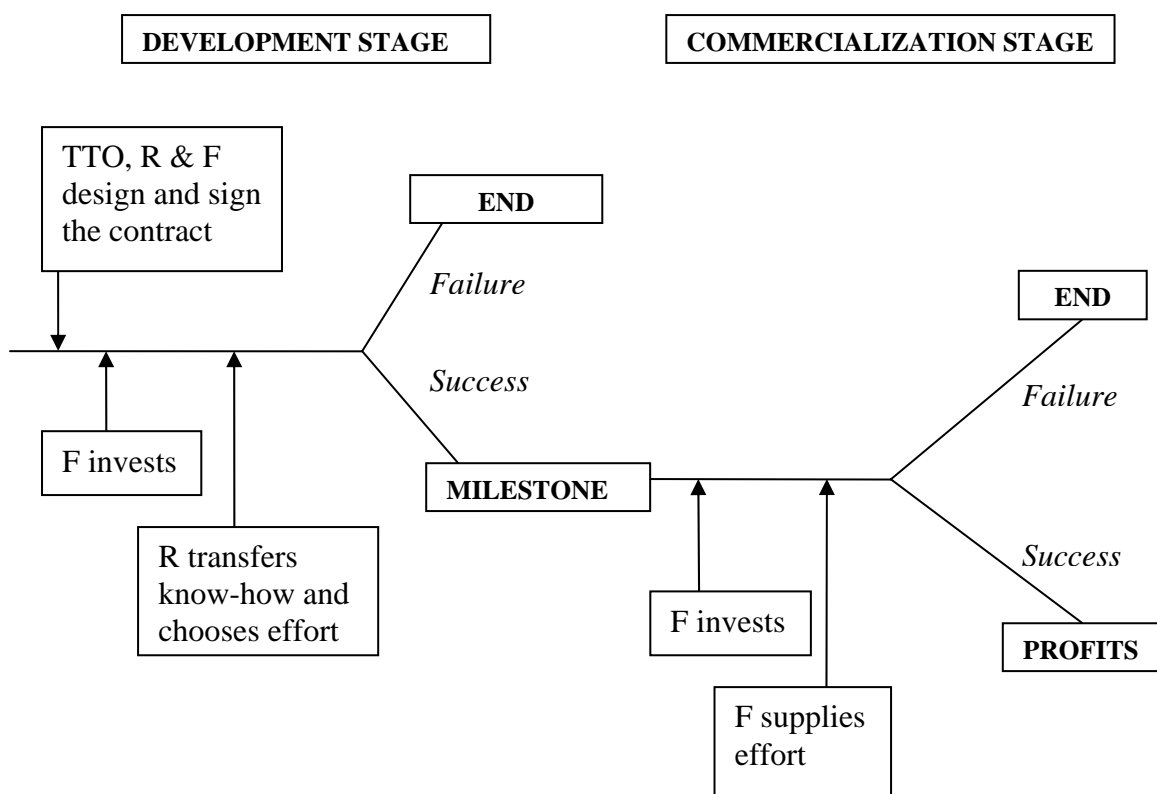 DEVELOPMENT STAGE
COMMERCIALIZATION STAGE
TTO, R & F
design and sign
the contract
END
Failure
END
Success
Failure
F invests
MILESTONE
R transfers
know-how and
chooses effort
Success
F invests
PROFITS
F supplies
effort